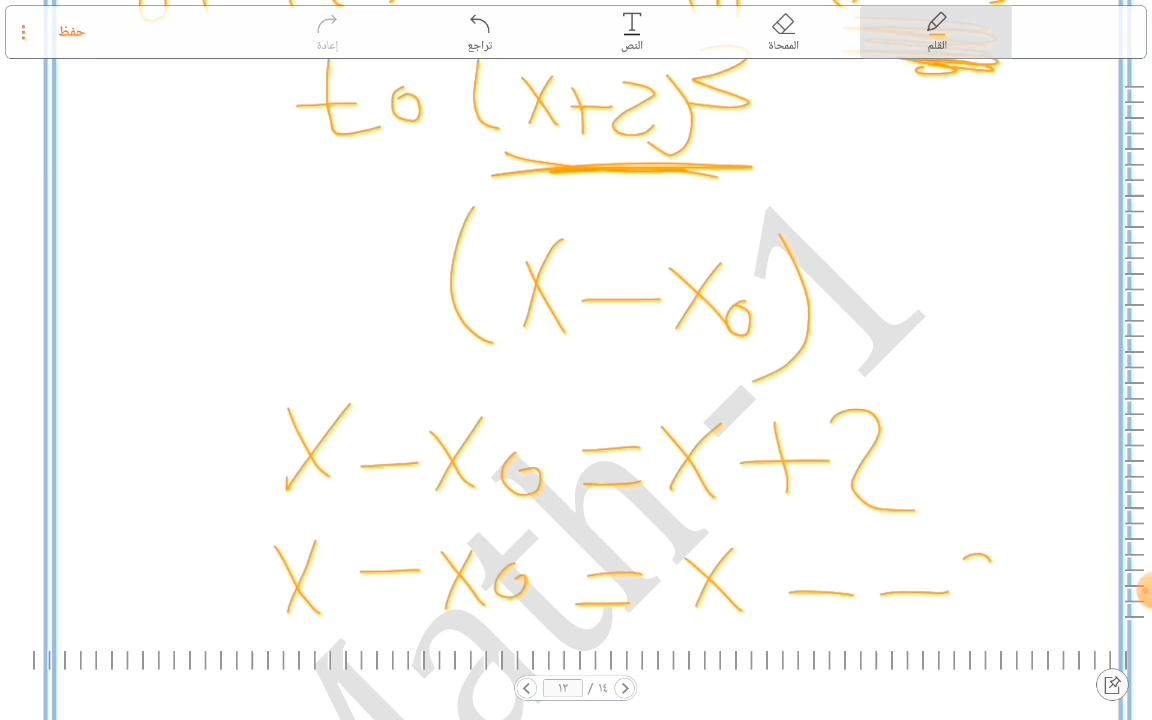 حفظ إعادة تراجع النص الممحاة القلم
to (x+2)}
(x-x0)
x-x0=x+2
x-x0=x--
Math-1
١٢ / ١٤